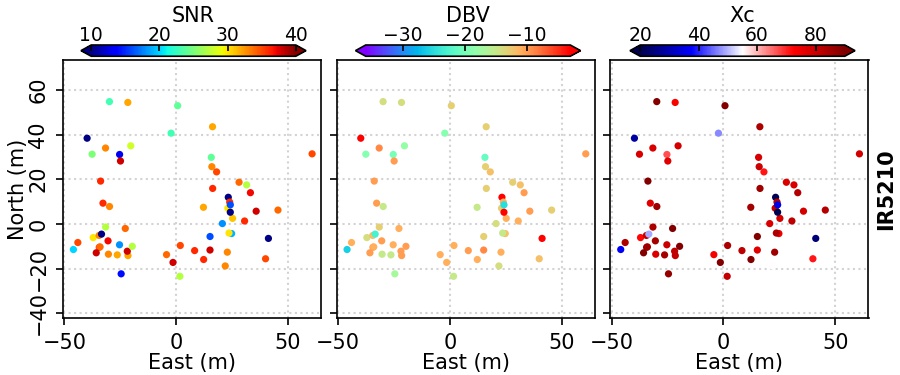 SNR DBV Xc
10 20 30 40 −30 −20 −10 20 40 60 80
60
40
20
0
−20
−40
North (m)
IR5210
−50 0 50 −50 0 50 −50 0 50
East (m) East (m) East (m)